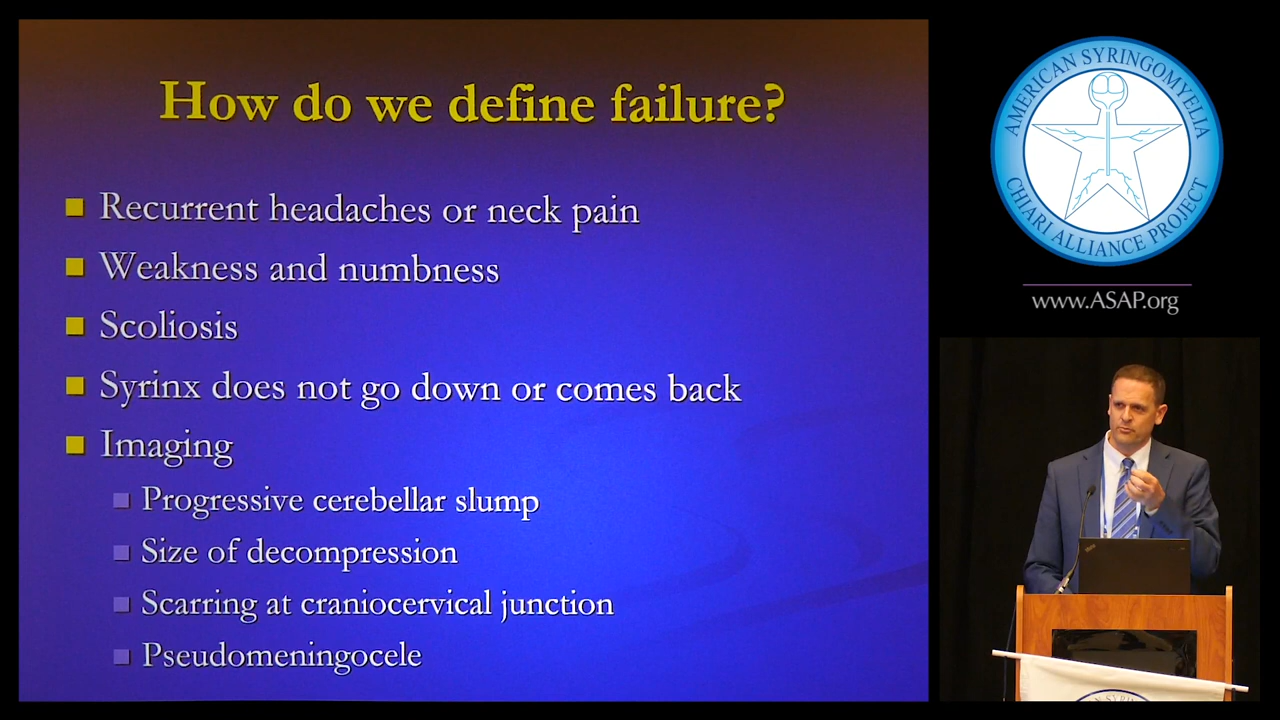 How do we define failure?
Recurrent headaches or neck pain
Weakness and numbness
Scoliosis
Syrinx does not go down or comes back
Imaging
Progressive cerebellar slump
Size of decompression
Scarring at craniocervical junction
Pseudomeningocele
AMERICAN SYRINGOMYELIA
CHIARI ALLIANCE PROJECT
www.ASAP.org